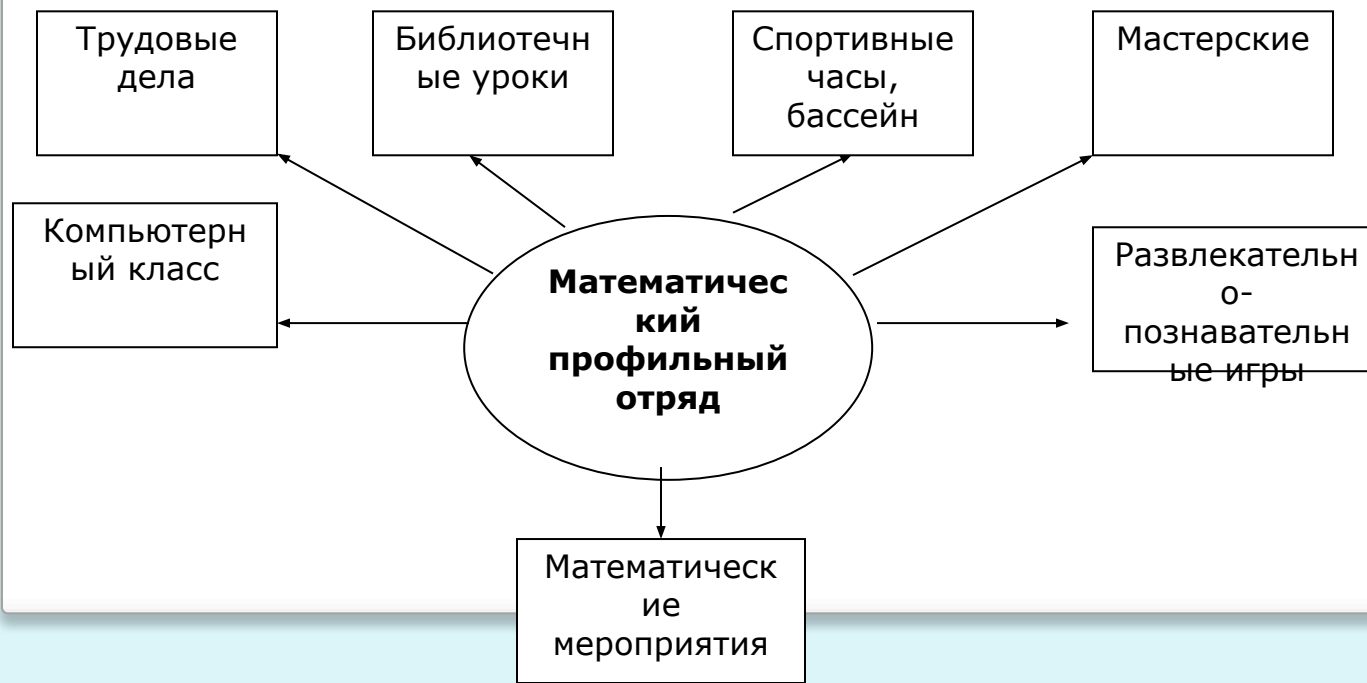 Трудовые
дела
Библиотечн
ые уроки
Спортивные
часы,
бассейн
Мастерские
Компьютерн
ый класс
Математичес
кий
профильный
отряд
Развлекательн
о-
познавательн
ые игры
Математическ
ие
мероприятия